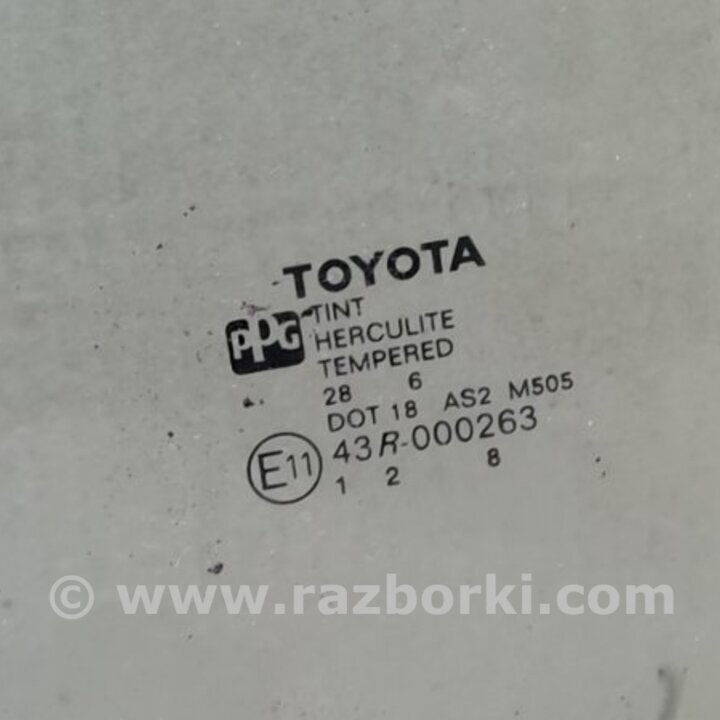 TOYOTA
PPG TINT
HERCULITE
TEMPERED
28 6
DOT 18 AS2 M505
E11 43R-000263
1 2 8
© www.razborki.com